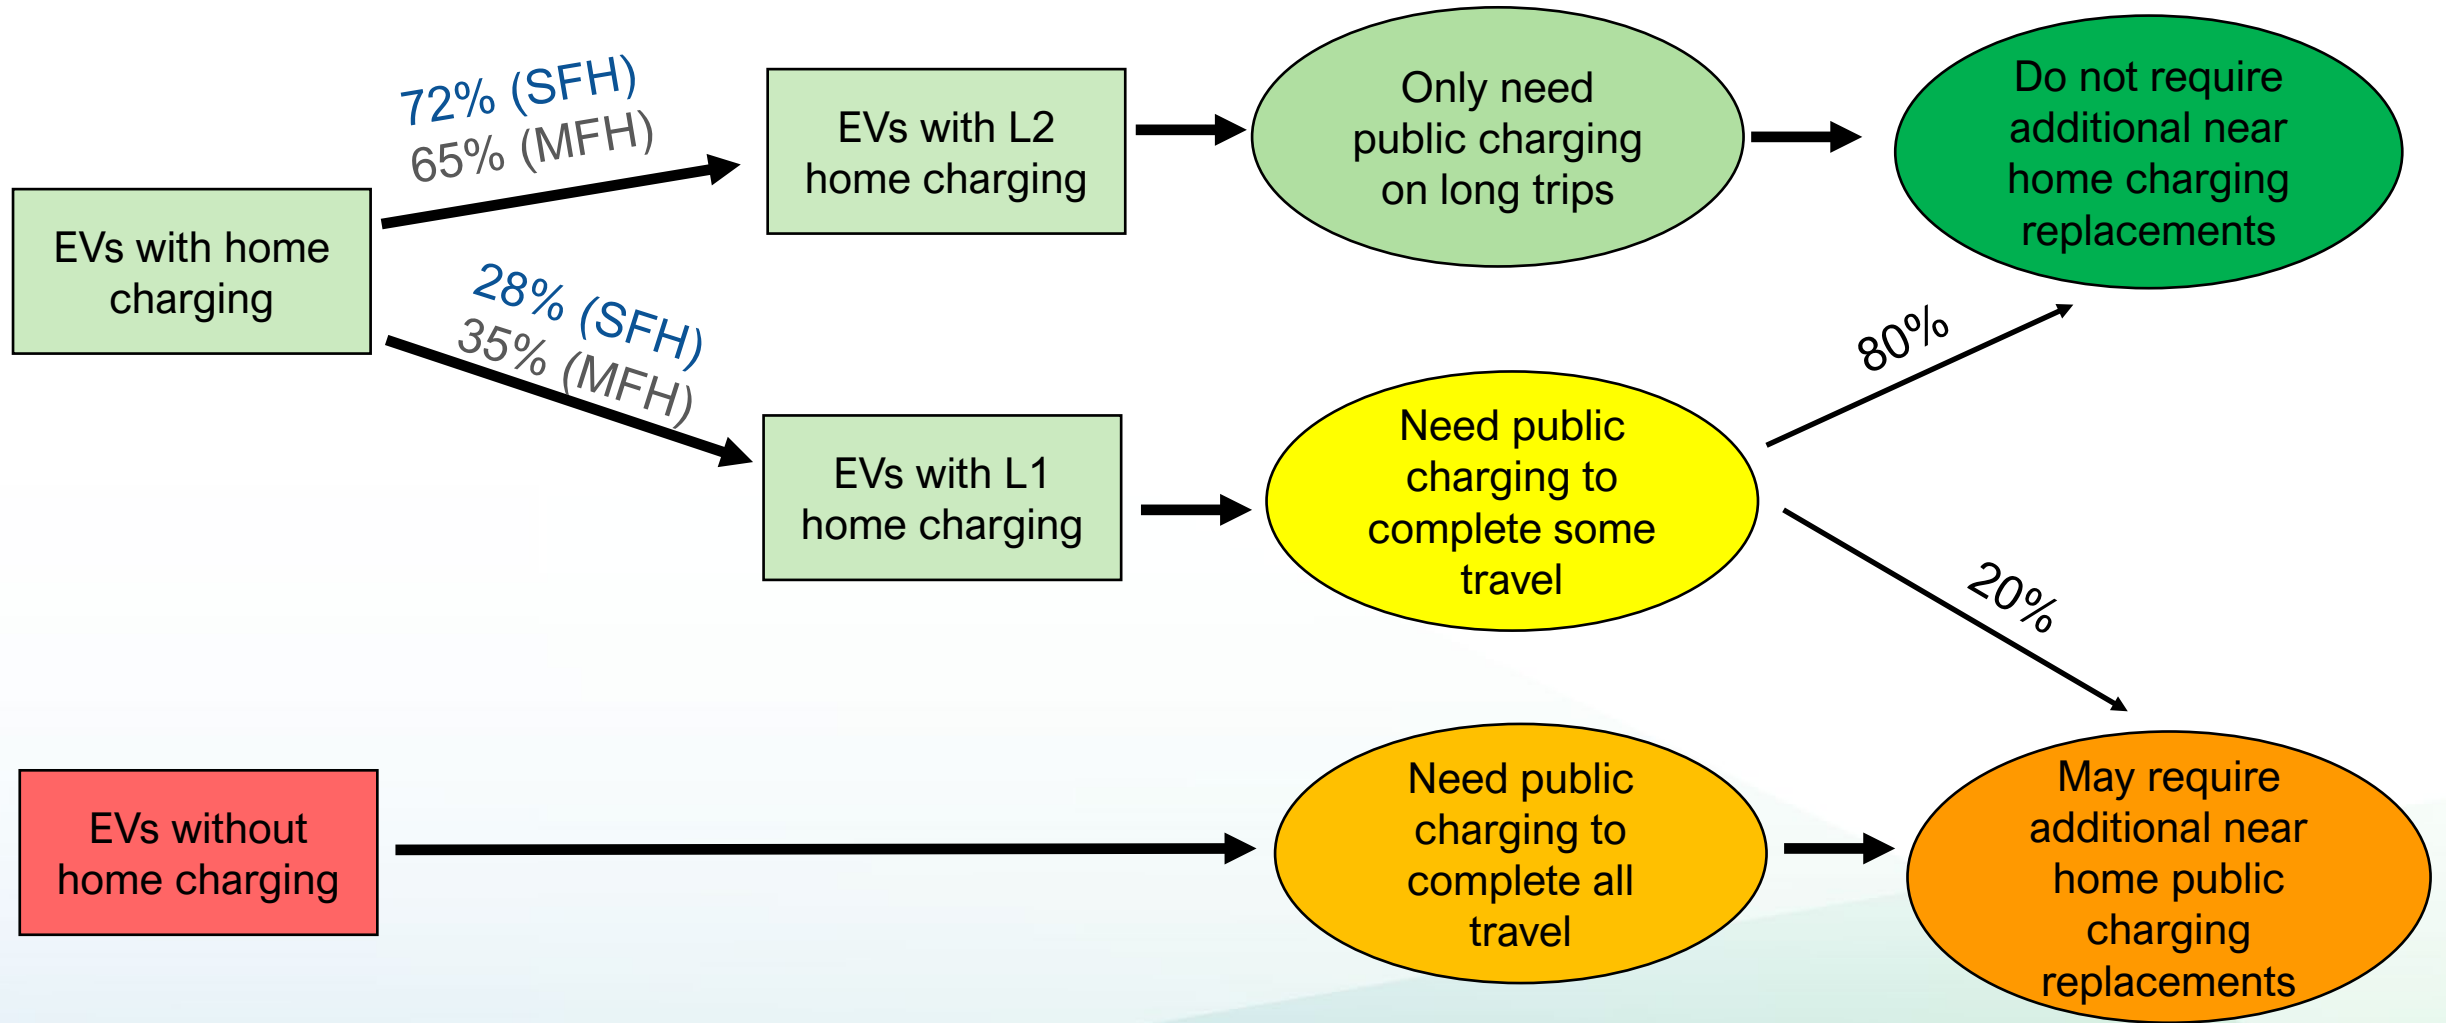 72% (SFH)
65% (MFH)
EVs with L2
home charging
Only need
public charging
on long trips
Do not require
additional near
home charging
replacements
EVs with home
charging
28% (SFH)
35% (MFH)
80%
EVs with L1
home charging
Need public
charging to
complete some
travel
20%
EVs without
home charging
Need public
charging to
complete all
travel
May require
additional near
home public
charging
replacements